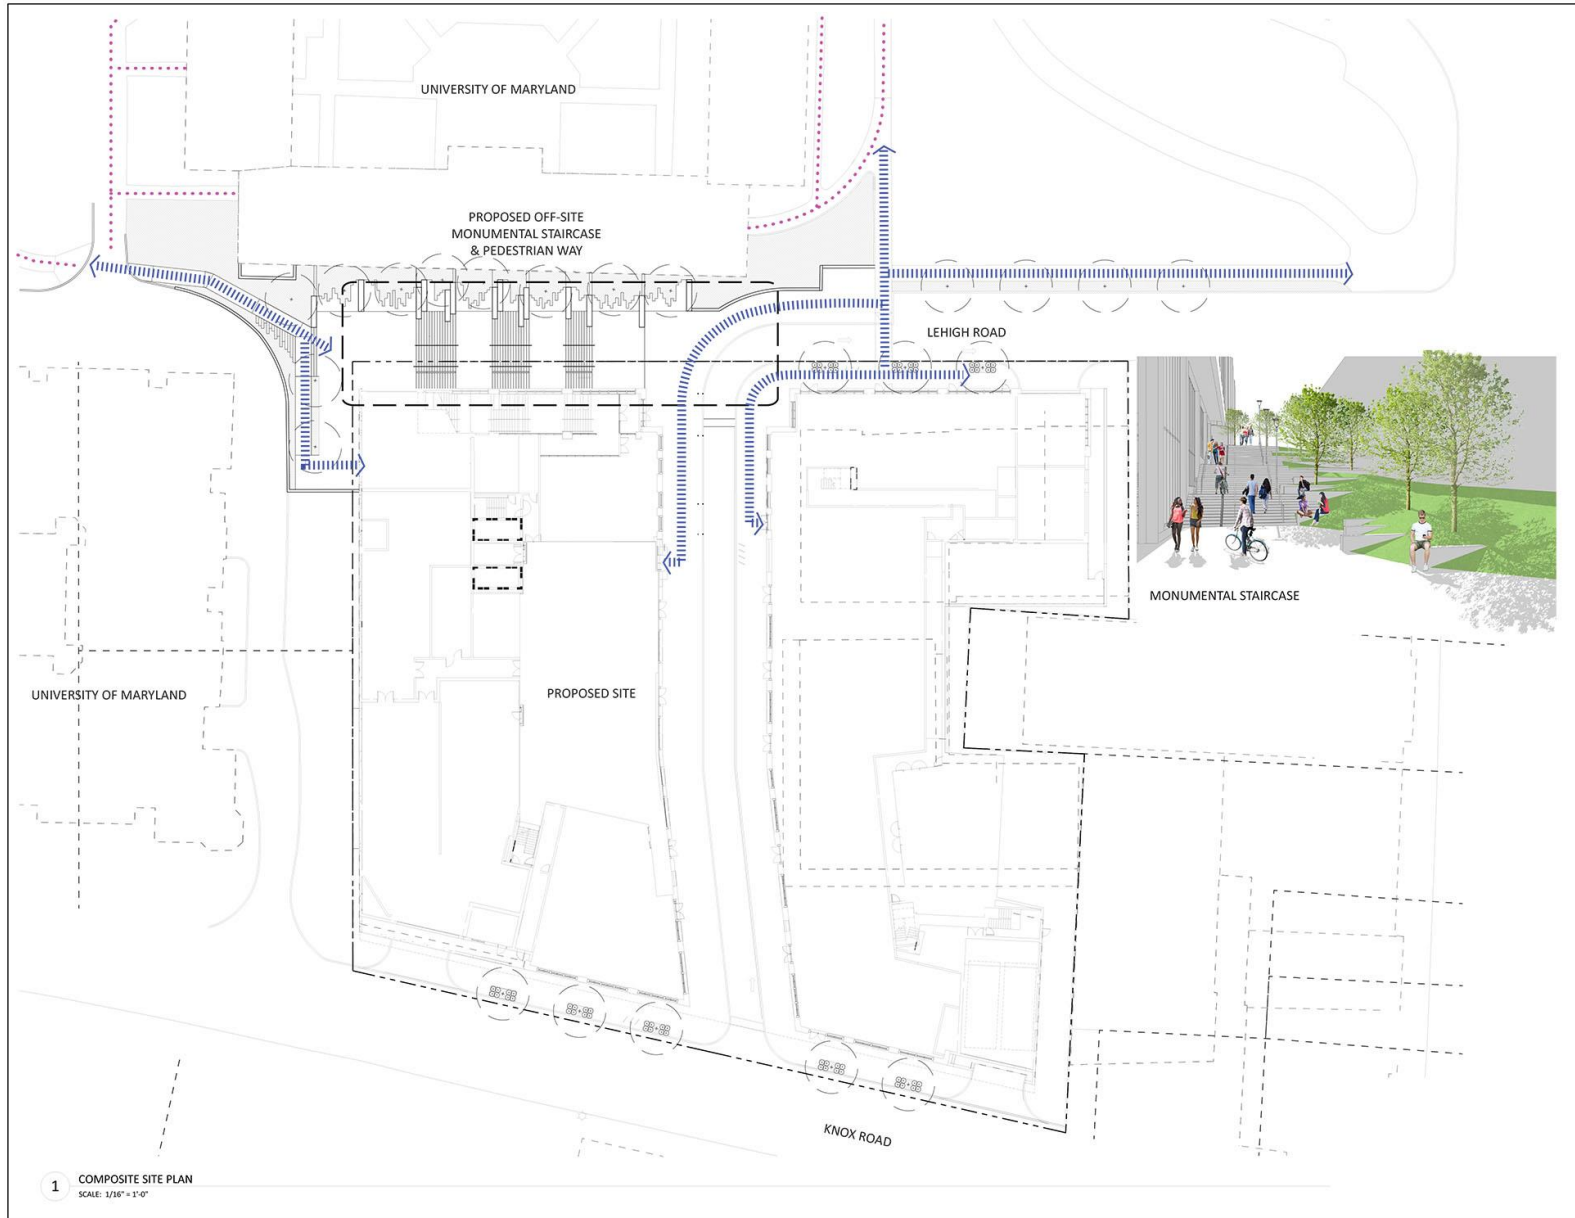 UNIVERSITY OF MARYLAND
PROPOSED OFF-SITE
MONUMENTAL STAIRCASE
& PEDESTRIAN WAY
LEHIGH ROAD
MONUMENTAL STAIRCASE
UNIVERSITY OF MARYLAND
PROPOSED SITE
KNOX ROAD
1
COMPOSITE SITE PLAN
SCALE: 1/16" = 1'-0"